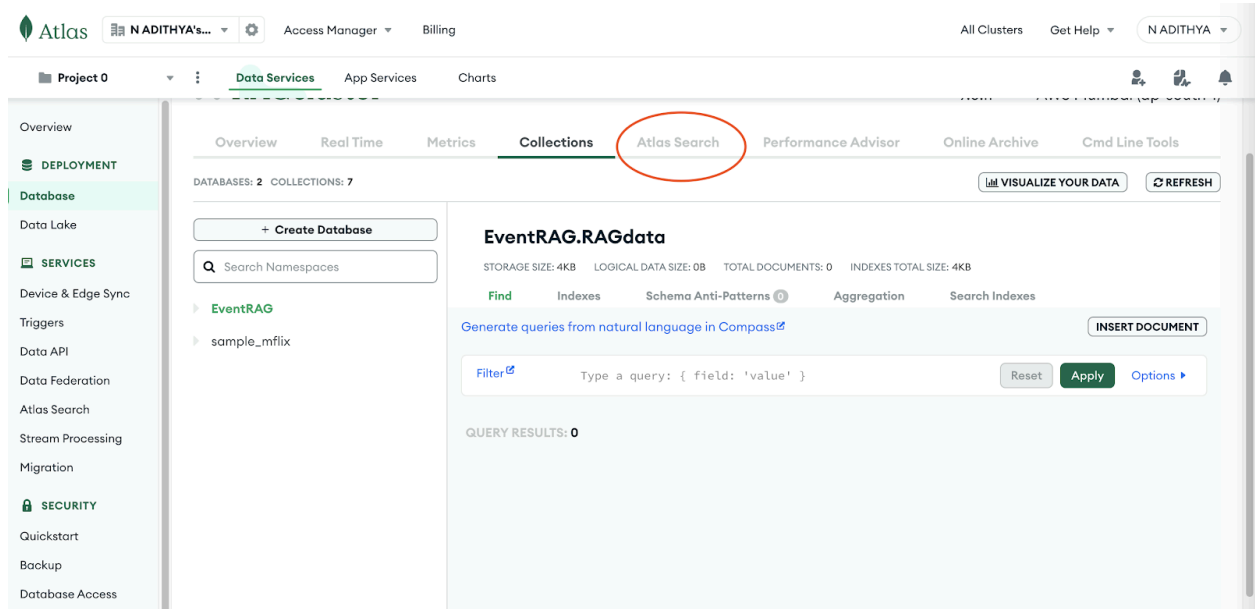 Atlas
N ADITHYA's...
Access Manager
Billing
All Clusters
Get Help
N ADITHYA
Project 0
Data Services
App Services
Charts
Overview
DEPLOYMENT
Database
Data Lake
SERVICES
Device & Edge Sync
Triggers
Data API
Data Federation
Atlas Search
Stream Processing
Migration
SECURITY
Quickstart
Backup
Database Access
Overview
Real Time
Metrics
Collections
Atlas Search
Performance Advisor
Online Archive
Cmd Line Tools
DATABASES: 2 COLLECTIONS: 7
VISUALIZE YOUR DATA
REFRESH
+ Create Database
Search Namespaces
EventRAG
sample_mflix
EventRAG.RAGdata
STORAGE SIZE: 4KB LOGICAL DATA SIZE: 0B TOTAL DOCUMENTS: 0 INDEXES TOTAL SIZE: 4KB
Find
Indexes
Schema Anti-Patterns 0
Aggregation
Search Indexes
Generate queries from natural language in Compass
INSERT DOCUMENT
Filter
Type a query: { field: 'value' }
Reset
Apply
Options
QUERY RESULTS: 0